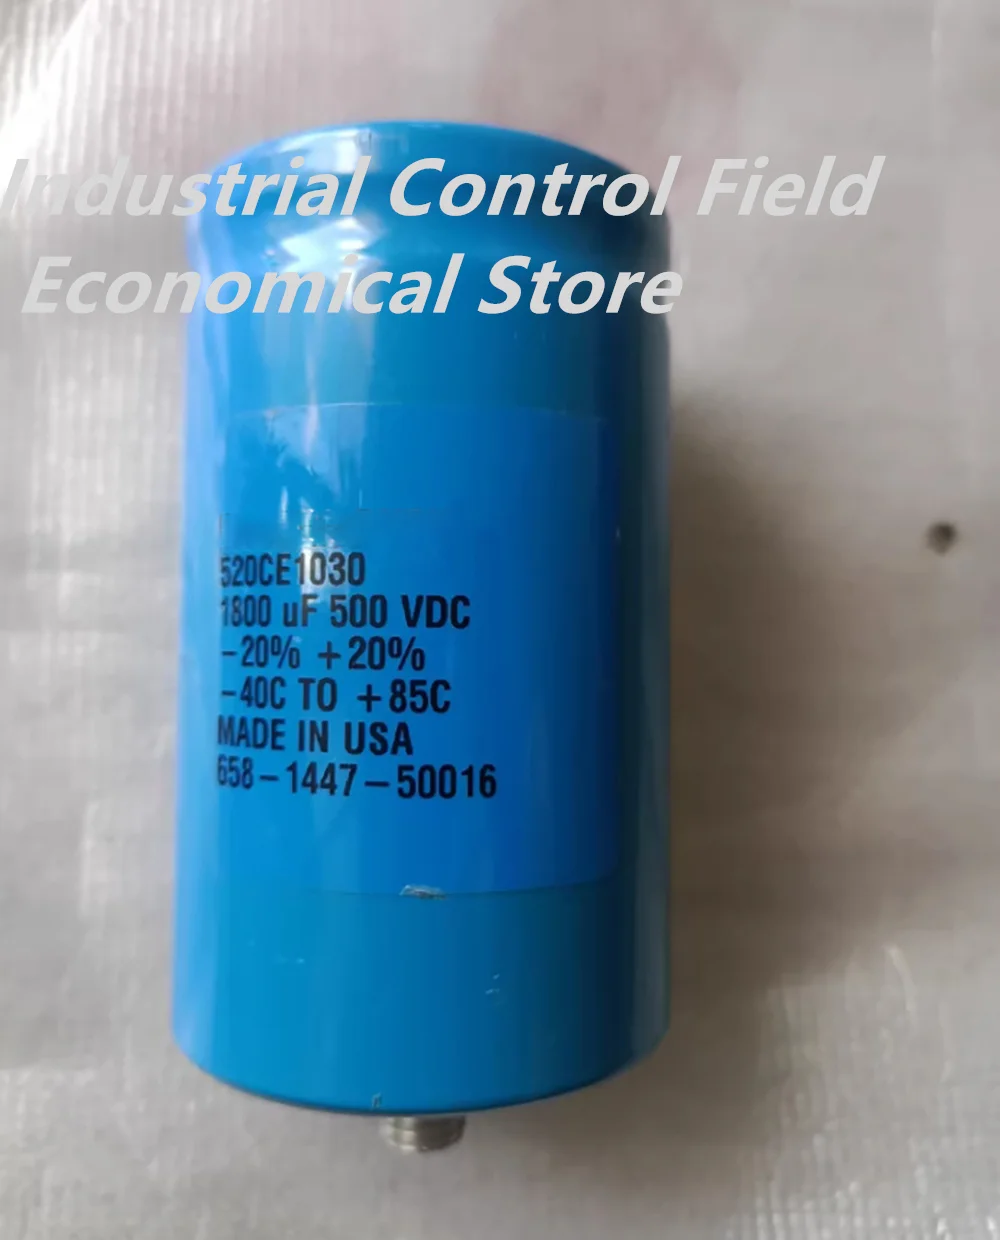 Industrial Control Field
Economical Store
520CE1030
1800 uF 500 VDC
-20% +20%
-40C TO +85C
MADE IN USA
658-1447-50016